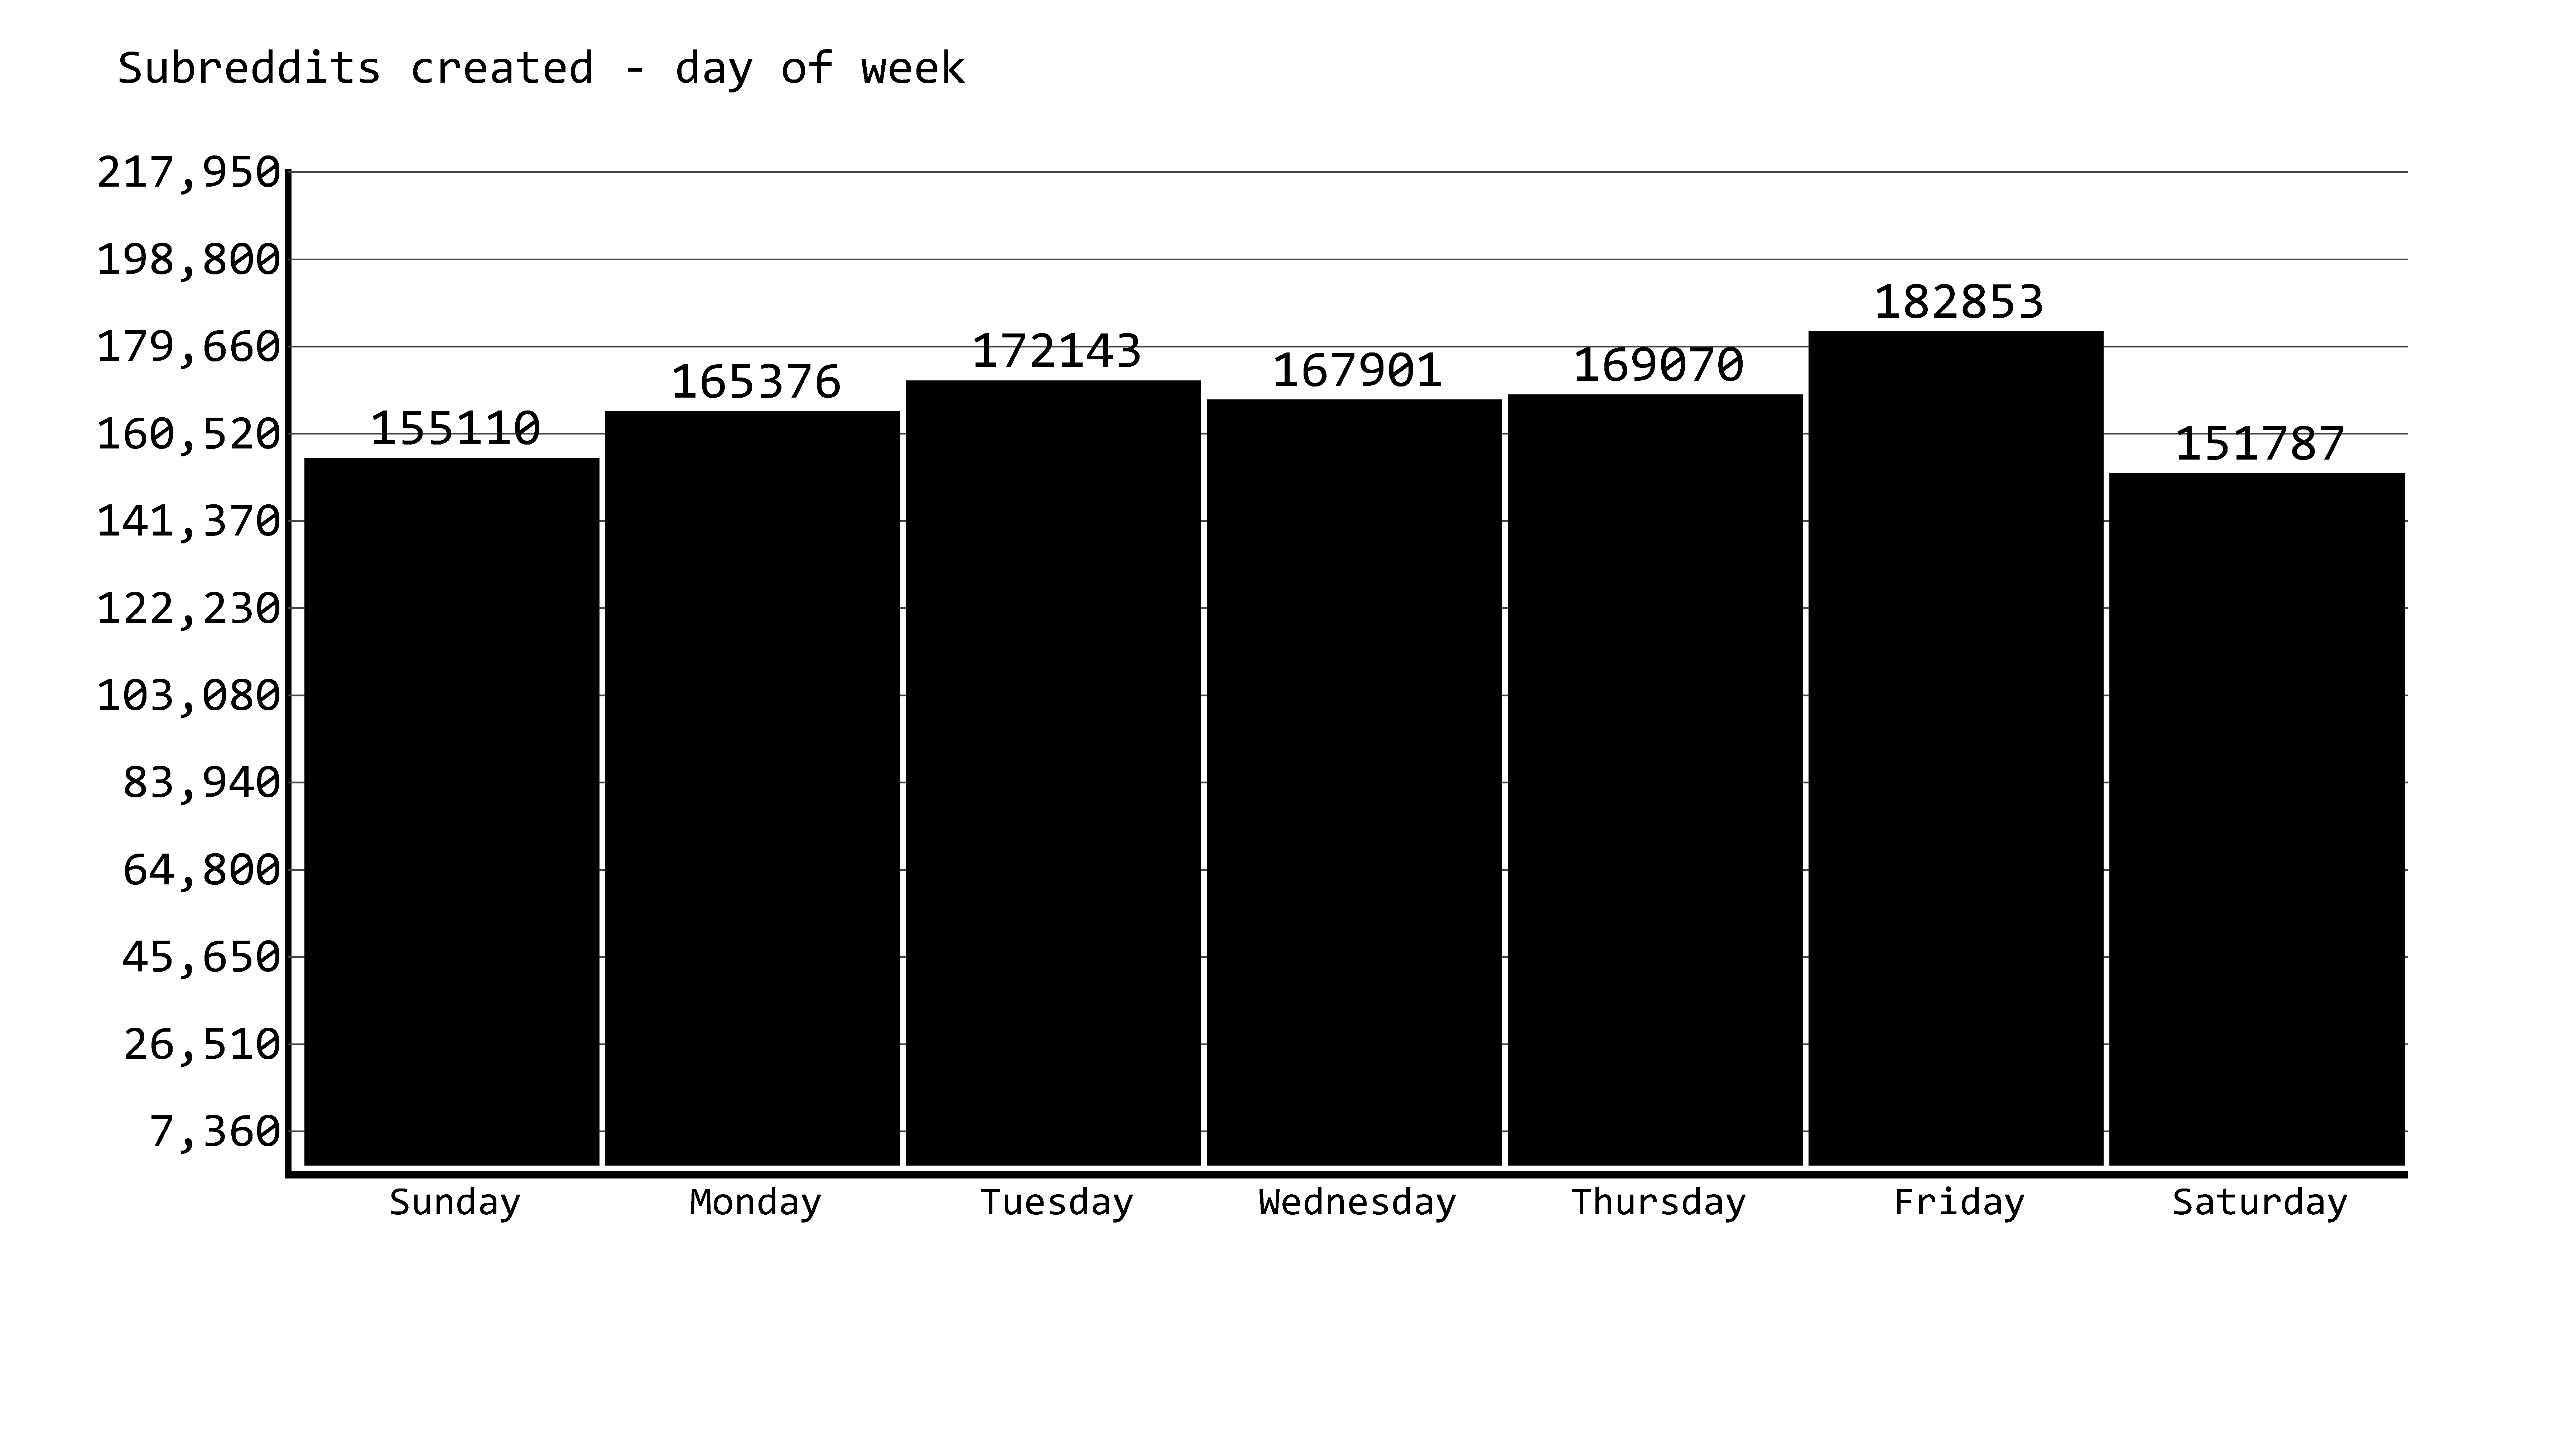 Subreddits created - day of week
217,950
198,800
179,660
160,520
141,370
122,230
103,080
83,940
64,800
45,650
26,510
7,360
155110
165376
172143
167901
169070
182853
151787
Sunday
Monday
Tuesday
Wednesday
Thursday
Friday
Saturday